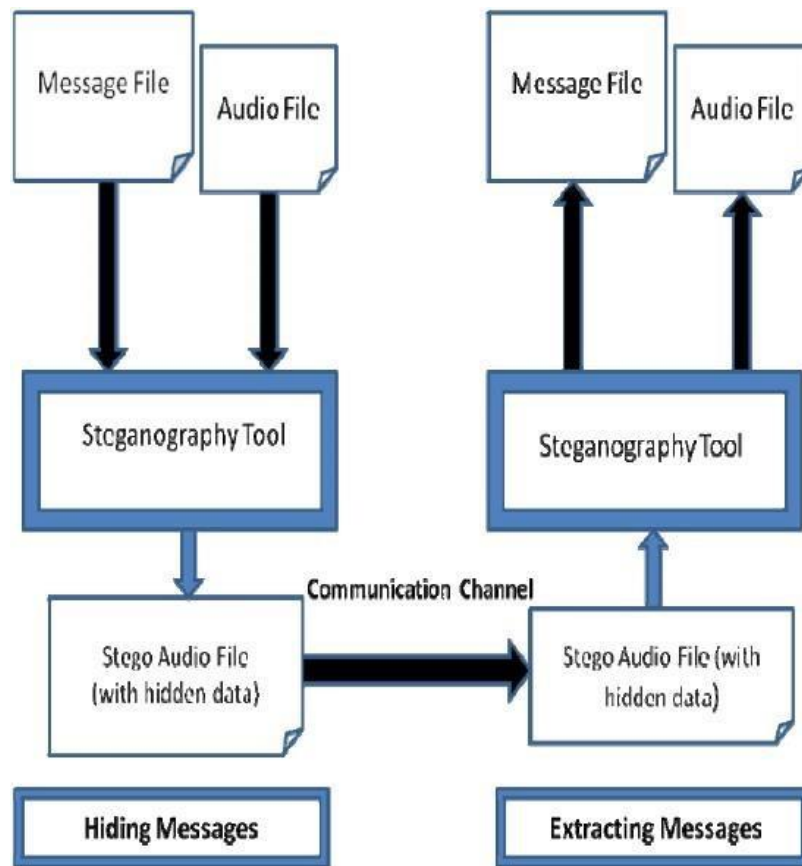 Message File
Audio File
Message File
Audio File
Steganography Tool
Steganography Tool
Communication Channel
Stego Audio File
(with hidden data)
Stego Audio File (with
hidden data)
Hiding Messages
Extracting Messages